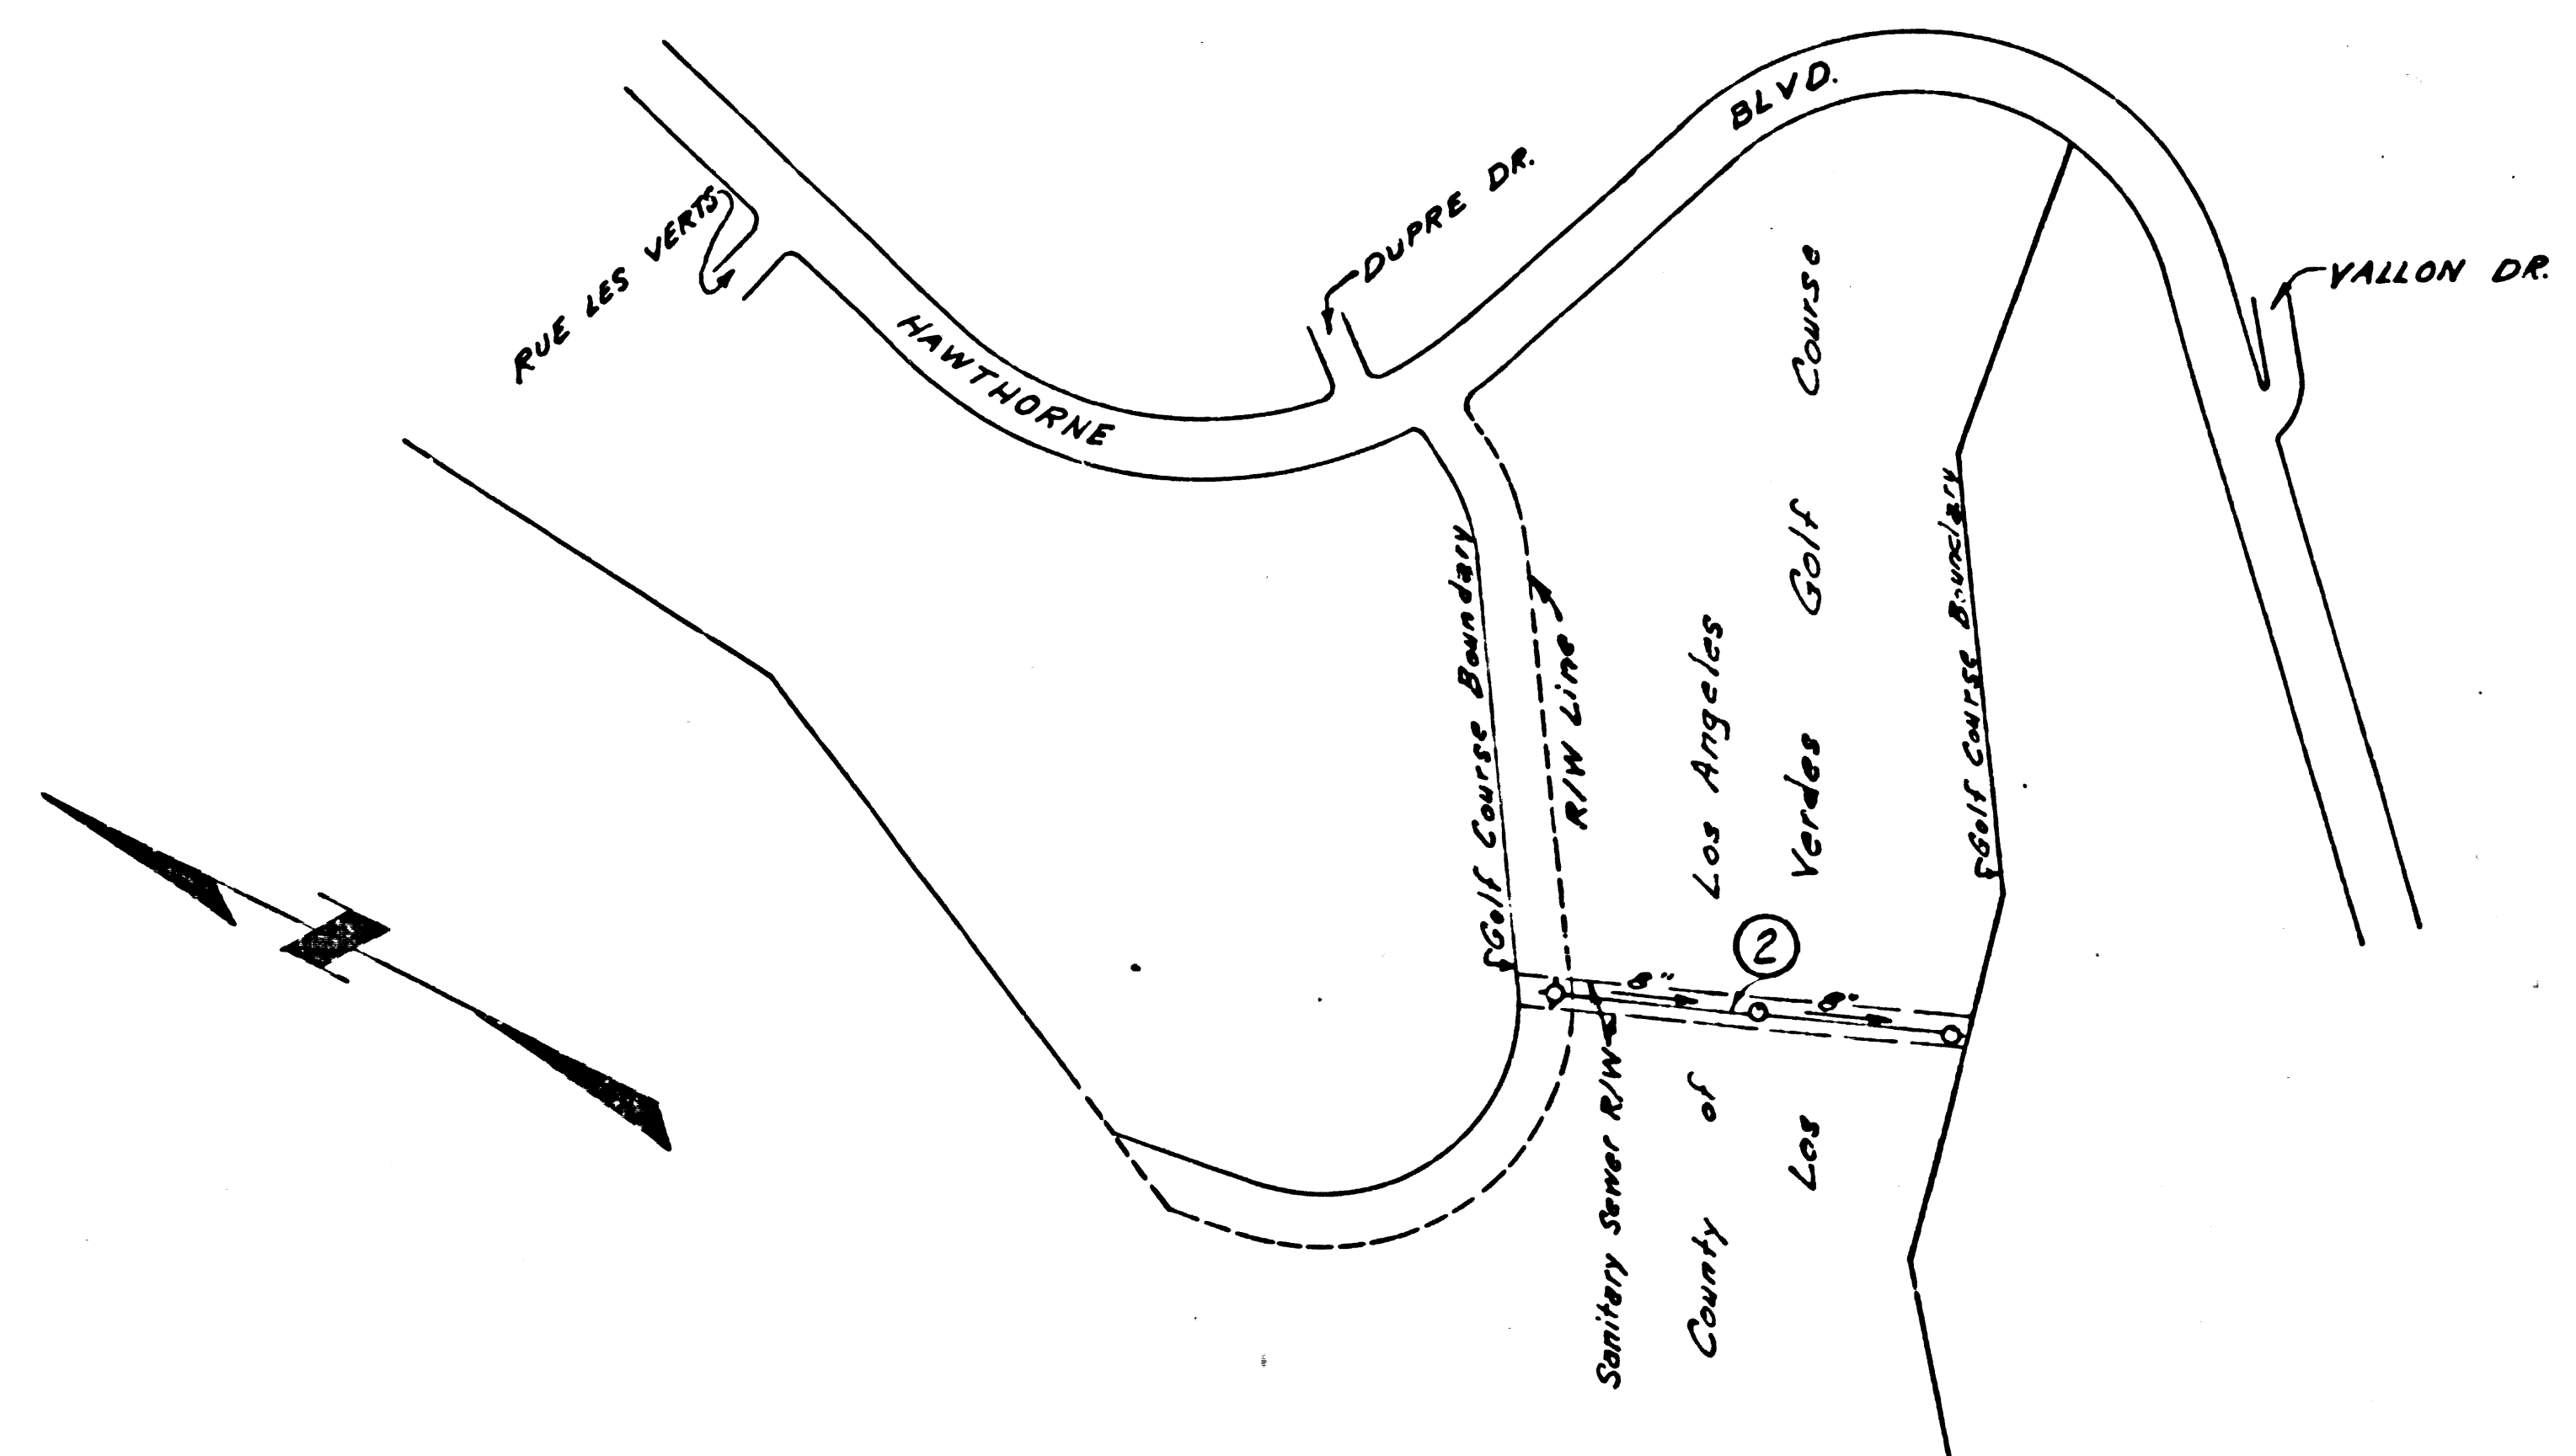 BLVD.
DUPRE DR.
RUE LES VERTS
VALLON DR.
HAWTHORNE
Golf Course Boundary
R/W Line
County of Los Angeles
Los Verdes Golf Course
Golf Course Boundary
2
8"
8"
Sanitary Sewer R/W